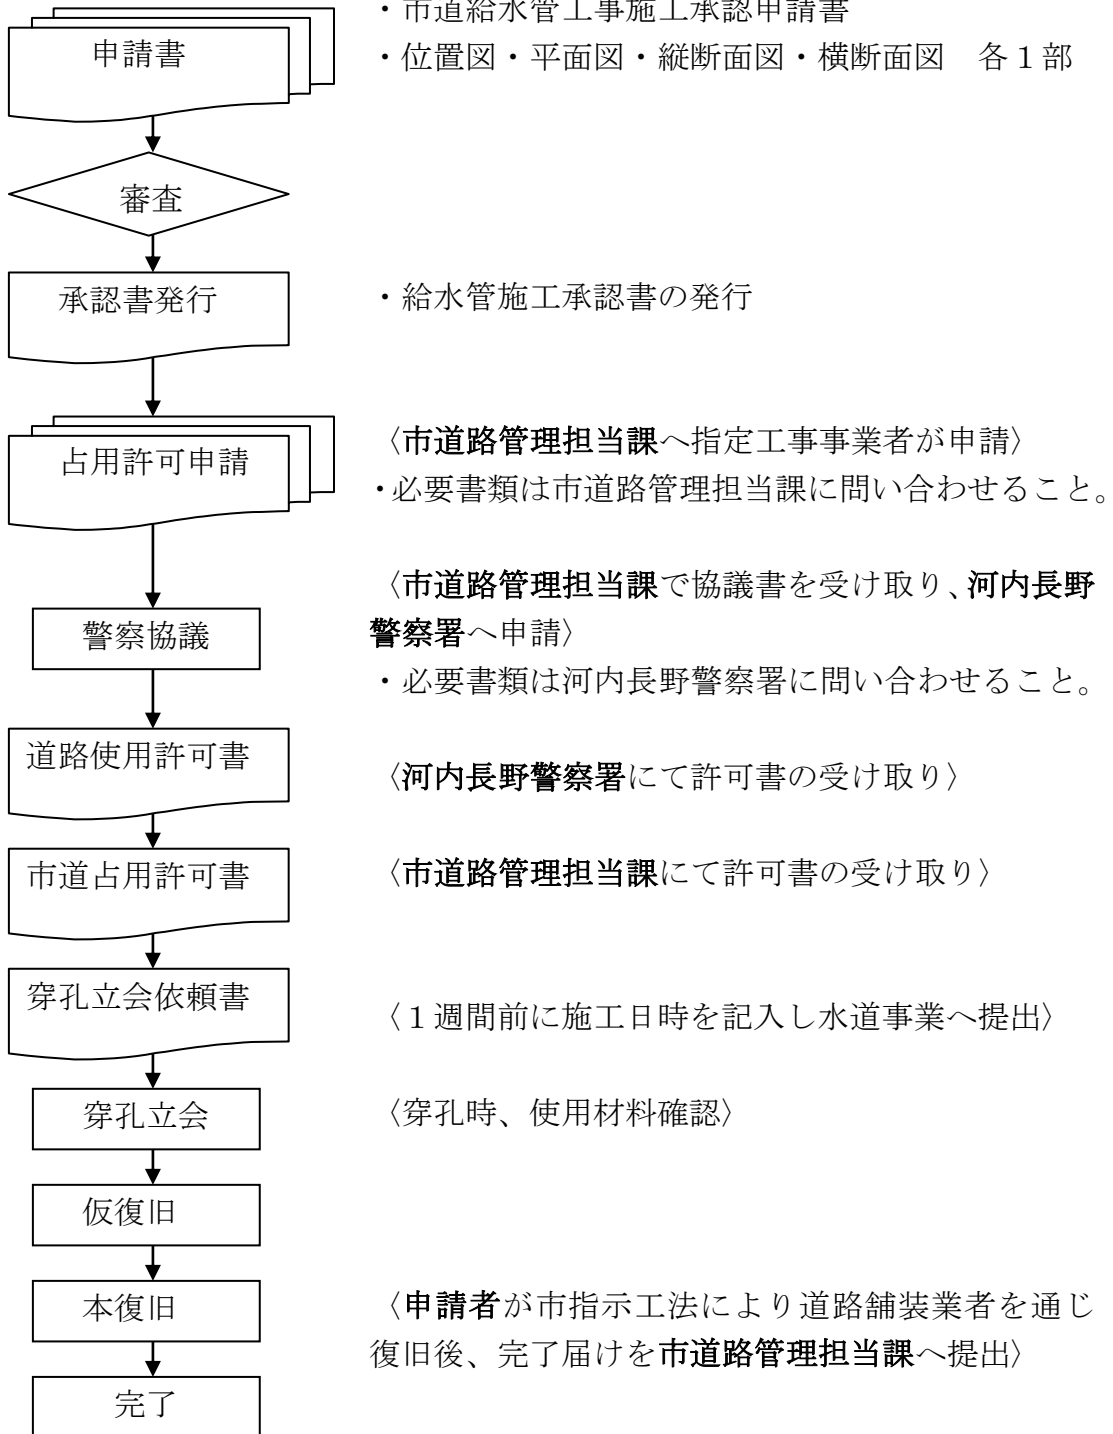 ・市道給水管工事施工承認申請書
申請書
・位置図・平面図・縦断面図・横断面図　各１部
審査
承認書発行
・給水管施工承認書の発行
〈市道路管理担当課へ指定工事事業者が申請〉
占用許可申請
・必要書類は市道路管理担当課に問い合わせること。
〈市道路管理担当課で協議書を受け取り、河内長野
警察署へ申請〉
警察協議
・必要書類は河内長野警察署に問い合わせること。
道路使用許可書
〈河内長野警察署にて許可書の受け取り〉
市道占用許可書
〈市道路管理担当課にて許可書の受け取り〉
穿孔立会依頼書
〈１週間前に施工日時を記入し水道事業へ提出〉
穿孔立会
〈穿孔時、使用材料確認〉
仮復旧
本復旧
〈申請者が市指示工法により道路舗装業者を通じ
復旧後、完了届けを市道路管理担当課へ提出〉
完了